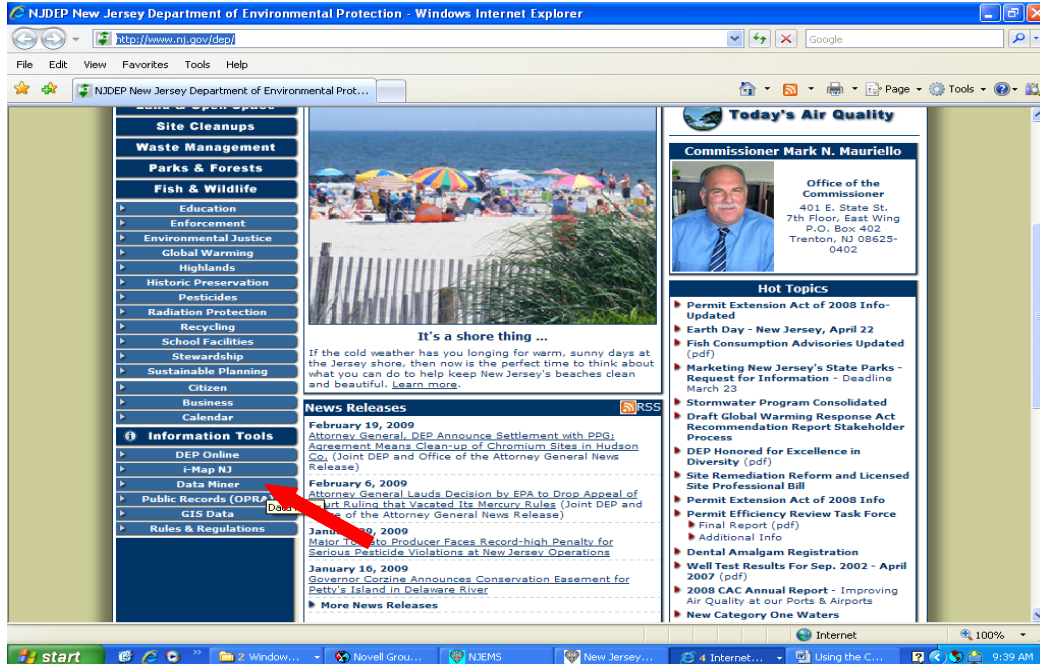 NJDEP New Jersey Department of Environmental Protection - Windows Internet Explorer
http://www.nj.gov/dep/
Google
File Edit View Favorites Tools Help
NJDEP New Jersey Department of Environmental Prot...
Page Tools
Land & Open Space
Site Cleanups
Waste Management
Parks & Forests
Fish & Wildlife
Education
Enforcement
Environmental Justice
Global Warming
Highlands
Historic Preservation
Pesticides
Radiation Protection
Recycling
School Facilities
Stewardship
Sustainable Planning
Citizen
Business
Calendar
Information Tools
DEP Online
i-Map NJ
Data Miner
Public Records (OPRA)
GIS Data
Rules & Regulations
Data
It's a shore thing ...
If the cold weather has you longing for warm, sunny days at
the Jersey shore, then now is the perfect time to think about
what you can do to help keep New Jersey's beaches clean
and beautiful. Learn more.
News Releases
RSS
February 19, 2009
Attorney General, DEP Announce Settlement with PPG;
Agreement Means Clean-up of Chromium Sites in Hudson
Co. (Joint DEP and Office of the Attorney General News
Release)
February 6, 2009
Attorney General Lauds Decision by EPA to Drop Appeal of
Court Ruling that Vacated Its Mercury Rules (Joint DEP and
Office of the Attorney General News Release)
January 29, 2009
Major Tomato Producer Faces Record-high Penalty for
Serious Pesticide Violations at New Jersey Operations
January 16, 2009
Governor Corzine Announces Conservation Easement for
Petty's Island in Delaware River
More News Releases
Today's Air Quality
Commissioner Mark N. Mauriello
Office of the
Commissioner
401 E. State St.
7th Floor, East Wing
P.O. Box 402
Trenton, NJ 08625-
0402
Hot Topics
Permit Extension Act of 2008 Info-
Updated
Earth Day - New Jersey, April 22
Fish Consumption Advisories Updated
(pdf)
Marketing New Jersey's State Parks -
Request for Information - Deadline
March 23
Stormwater Program Consolidated
Draft Global Warming Response Act
Recommendation Report Stakeholder
Process
DEP Honored for Excellence in
Diversity (pdf)
Site Remediation Reform and Licensed
Site Professional Bill
Permit Extension Act of 2008 Info
Permit Efficiency Review Task Force
Final Report (pdf)
Additional Info
Dental Amalgam Registration
Well Test Results For Sep. 2002 - April
2007 (pdf)
2008 CAC Annual Report - Improving
Air Quality at our Ports & Airports
New Category One Waters
Internet
100%
start
2 Window...
Novell Grou...
NJEMS
New Jersey...
4 Internet...
Using the C...
9:39 AM